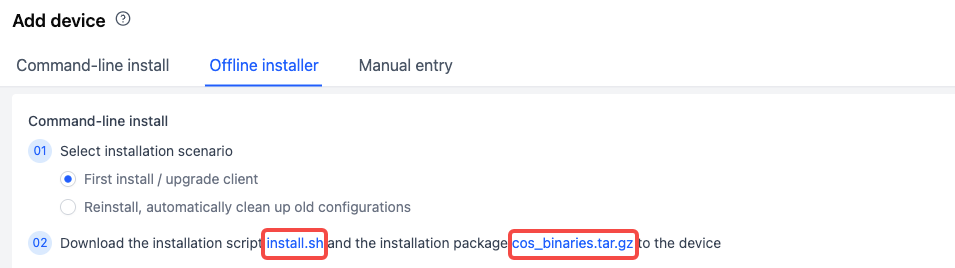 Add device
Command-line install Offline installer Manual entry
Command-line install
01 Select installation scenario
First install / upgrade client
Reinstall, automatically clean up old configurations
02 Download the installation script install.sh and the installation package cos_binaries.tar.gz to the device